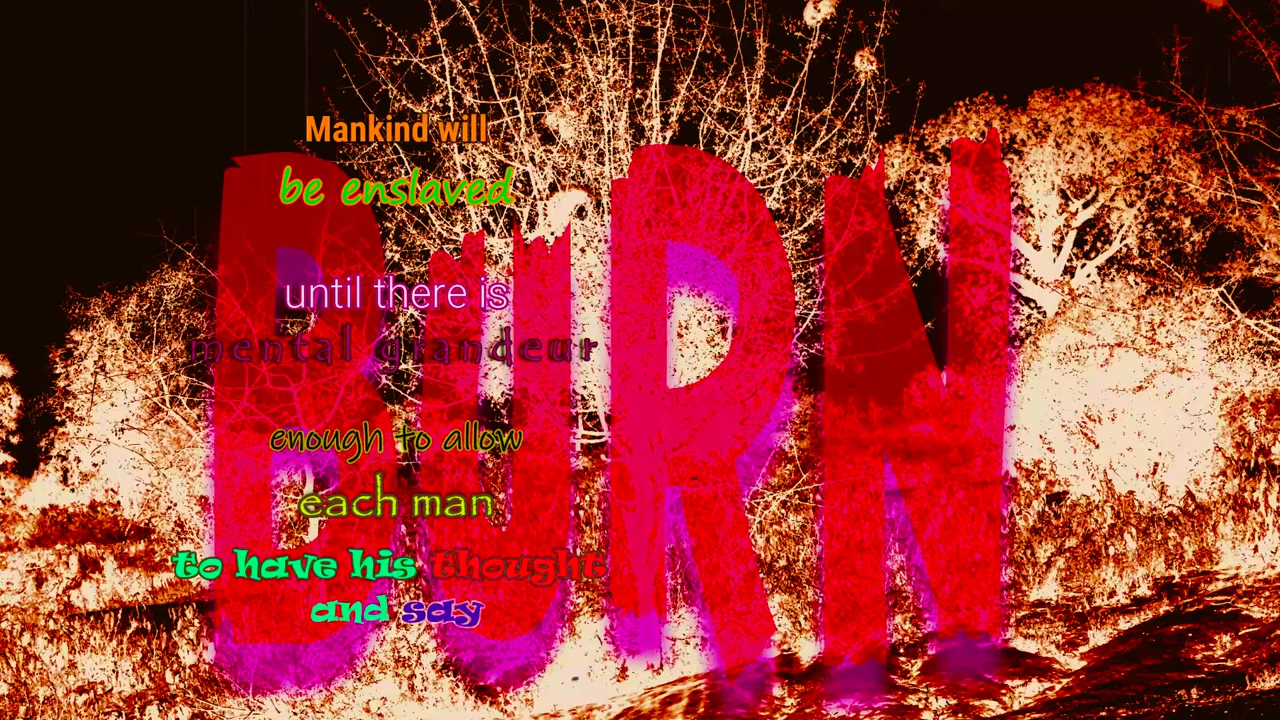 Mankind will
be enslaved
BURN
until there is
mental grandeur
enough to allow
each man
to have his thought
and say